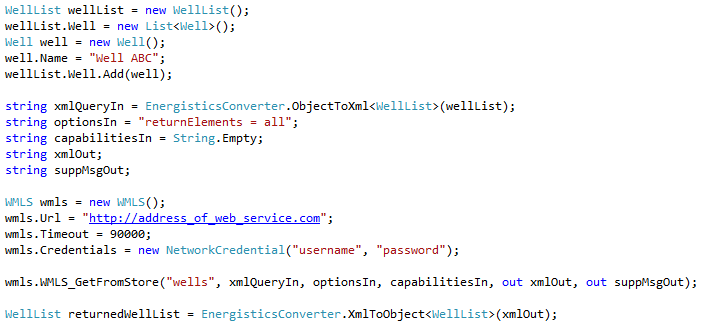 WellList wellList = new WellList();
wellList.Well = new List<Well>();
Well well = new Well();
well.Name = "Well ABC";
wellList.Well.Add(well);
string xmlQueryIn = EnergisticsConverter.ObjectToXml<WellList>(wellList);
string optionsIn = "returnElements = all";
string capabilitiesIn = String.Empty;
string xmlOut;
string suppMsgOut;
WMLS wmls = new WMLS();
wmls.Url = "http://address_of_web_service.com";
wmls.Timeout = 90000;
wmls.Credentials = new NetworkCredential("username", "password");
wmls.WMLS_GetFromStore("wells", xmlQueryIn, optionsIn, capabilitiesIn, out xmlOut, out suppMsgOut);
WellList returnedWellList = EnergisticsConverter.XmlToObject<WellList>(xmlOut);